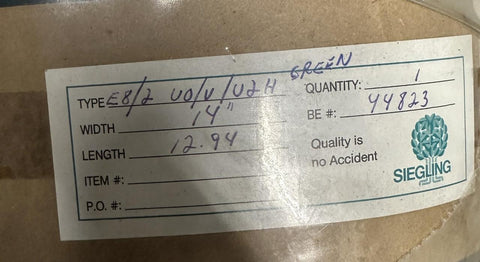 TYPE E8/2 UO/V/U2H GREEN
WIDTH 14"
LENGTH 12.94
ITEM #:
P.O. #:
QUANTITY: 1
BE #: 44823
Quality is
no Accident
SIEGLING